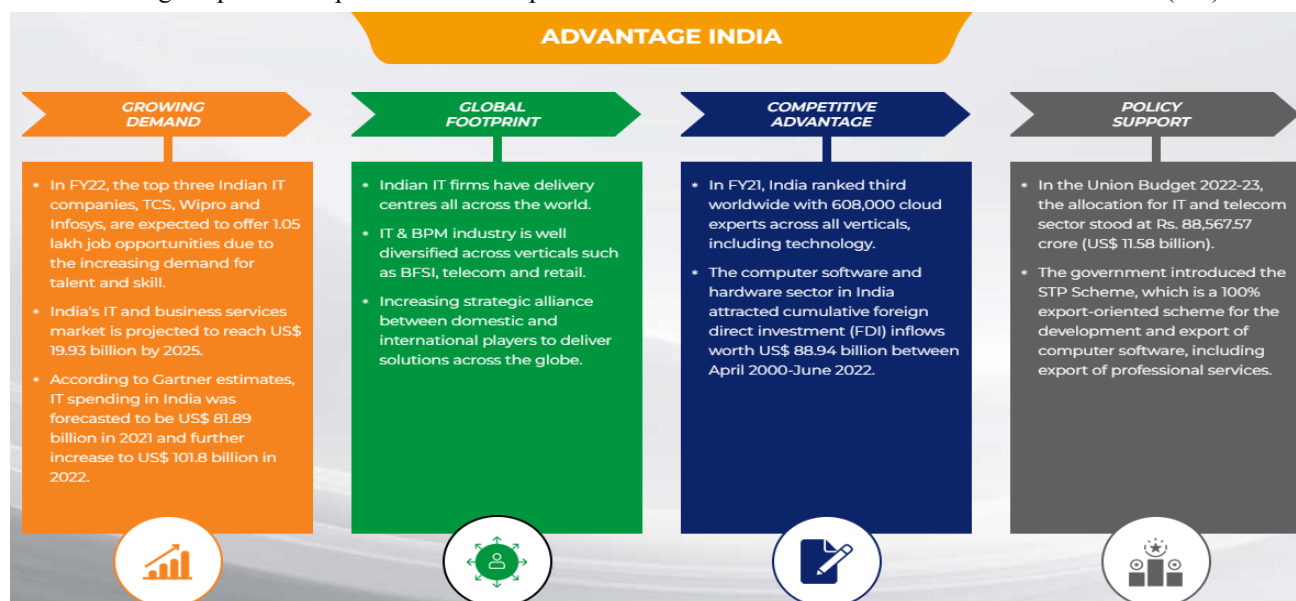 ADVANTAGE INDIA
GROWING
DEMAND
* In FY22, the top three Indian IT
companies, TCS, Wipro and
Infosys, are expected to offer 1.05
lakh job opportunities due to
the increasing demand for
talent and skill.
* India's IT and business services
market is projected to reach US$
19.93 billion by 2025.
* According to Gartner estimates,
IT spending in India was
forecasted to be US$ 81.89
billion in 2021 and further
increase to US$ 101.8 billion in
2022.
GLOBAL
FOOTPRINT
* Indian IT firms have delivery
centres all across the world.
* IT & BPM industry is well
diversified across verticals such
as BFSI, telecom and retail.
* Increasing strategic alliance
between domestic and
international players to deliver
solutions across the globe.
COMPETITIVE
ADVANTAGE
* In FY21, India ranked third
worldwide with 608,000 cloud
experts across all verticals,
including technology.
* The computer software and
hardware sector in India
attracted cumulative foreign
direct investment (FDI) inflows
worth US$ 88.94 billion between
April 2000-June 2022.
POLICY
SUPPORT
* In the Union Budget 2022-23,
the allocation for IT and telecom
sector stood at Rs. 88,567.57
crore (US$ 11.58 billion).
* The government introduced the
STP Scheme, which is a 100%
export-oriented scheme for the
development and export of
computer software, including
export of professional services.